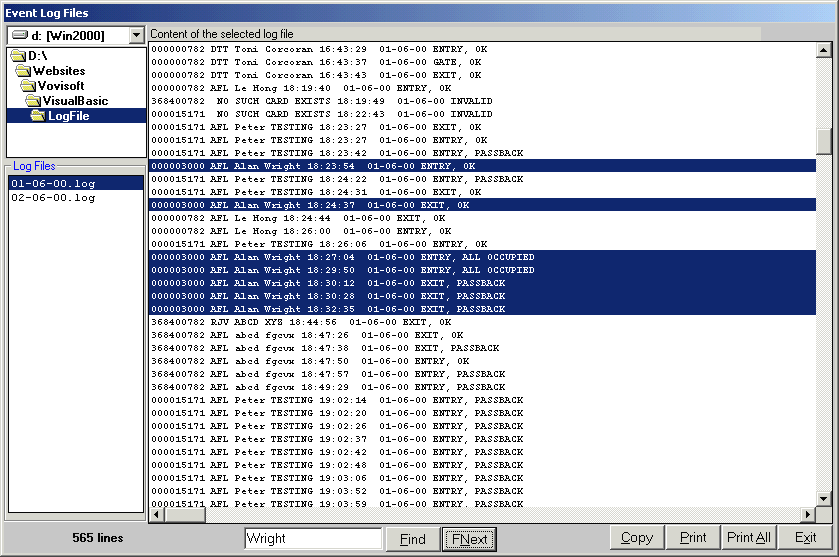 Event Log Files
d: [Win2000]
D:\
Websites
Vovisoft
VisualBasic
LogFile
Log Files
01-06-00.log
02-06-00.log
Content of the selected log file
000000782 DTT Toni Corcoran 16:43:29 01-06-00 ENTRY, OK
000000782 DTT Toni Corcoran 16:43:37 01-06-00 GATE, OK
000000782 DTT Toni Corcoran 16:43:43 01-06-00 EXIT, OK
000000782 AFL Le Hong 18:19:40 01-06-00 ENTRY, OK
368400782 NO SUCH CARD EXISTS 18:19:49 01-06-00 INVALID
000015171 NO SUCH CARD EXISTS 18:22:43 01-06-00 INVALID
000015171 AFL Peter TESTING 18:23:27 01-06-00 EXIT, OK
000015171 AFL Peter TESTING 18:23:27 01-06-00 ENTRY, OK
000015171 AFL Peter TESTING 18:23:42 01-06-00 ENTRY, PASSBACK
000003000 AFL Alan Wright 18:23:54 01-06-00 ENTRY, OK
000015171 AFL Peter TESTING 18:24:22 01-06-00 ENTRY, PASSBACK
000015171 AFL Peter TESTING 18:24:31 01-06-00 EXIT, OK
000003000 AFL Alan Wright 18:24:37 01-06-00 EXIT, OK
000000782 AFL Le Hong 18:24:44 01-06-00 EXIT, OK
000000782 AFL Le Hong 18:26:00 01-06-00 ENTRY, OK
000015171 AFL Peter TESTING 18:26:06 01-06-00 ENTRY, OK
000003000 AFL Alan Wright 18:27:04 01-06-00 ENTRY, ALL OCCUPIED
000003000 AFL Alan Wright 18:29:50 01-06-00 ENTRY, ALL OCCUPIED
000003000 AFL Alan Wright 18:30:12 01-06-00 EXIT, PASSBACK
000003000 AFL Alan Wright 18:30:28 01-06-00 EXIT, PASSBACK
000003000 AFL Alan Wright 18:32:35 01-06-00 EXIT, PASSBACK
368400782 RJV ABCD XYZ 18:44:56 01-06-00 EXIT, OK
368400782 AFL abcd fgcvx 18:47:26 01-06-00 EXIT, OK
368400782 AFL abcd fgcvx 18:47:38 01-06-00 EXIT, PASSBACK
368400782 AFL abcd fgcvx 18:47:50 01-06-00 ENTRY, OK
368400782 AFL abcd fgcvx 18:47:57 01-06-00 ENTRY, PASSBACK
368400782 AFL abcd fgcvx 18:49:29 01-06-00 ENTRY, PASSBACK
000015171 AFL Peter TESTING 19:02:14 01-06-00 ENTRY, PASSBACK
000015171 AFL Peter TESTING 19:02:20 01-06-00 ENTRY, PASSBACK
000015171 AFL Peter TESTING 19:02:26 01-06-00 ENTRY, PASSBACK
000015171 AFL Peter TESTING 19:02:37 01-06-00 ENTRY, PASSBACK
000015171 AFL Peter TESTING 19:02:42 01-06-00 ENTRY, PASSBACK
000015171 AFL Peter TESTING 19:02:48 01-06-00 ENTRY, PASSBACK
000015171 AFL Peter TESTING 19:03:06 01-06-00 ENTRY, PASSBACK
000015171 AFL Peter TESTING 19:03:52 01-06-00 ENTRY, PASSBACK
000015171 AFL Peter TESTING 19:03:59 01-06-00 ENTRY, PASSBACK
565 lines
Wright
Find
FNext
Copy
Print
Print All
Exit